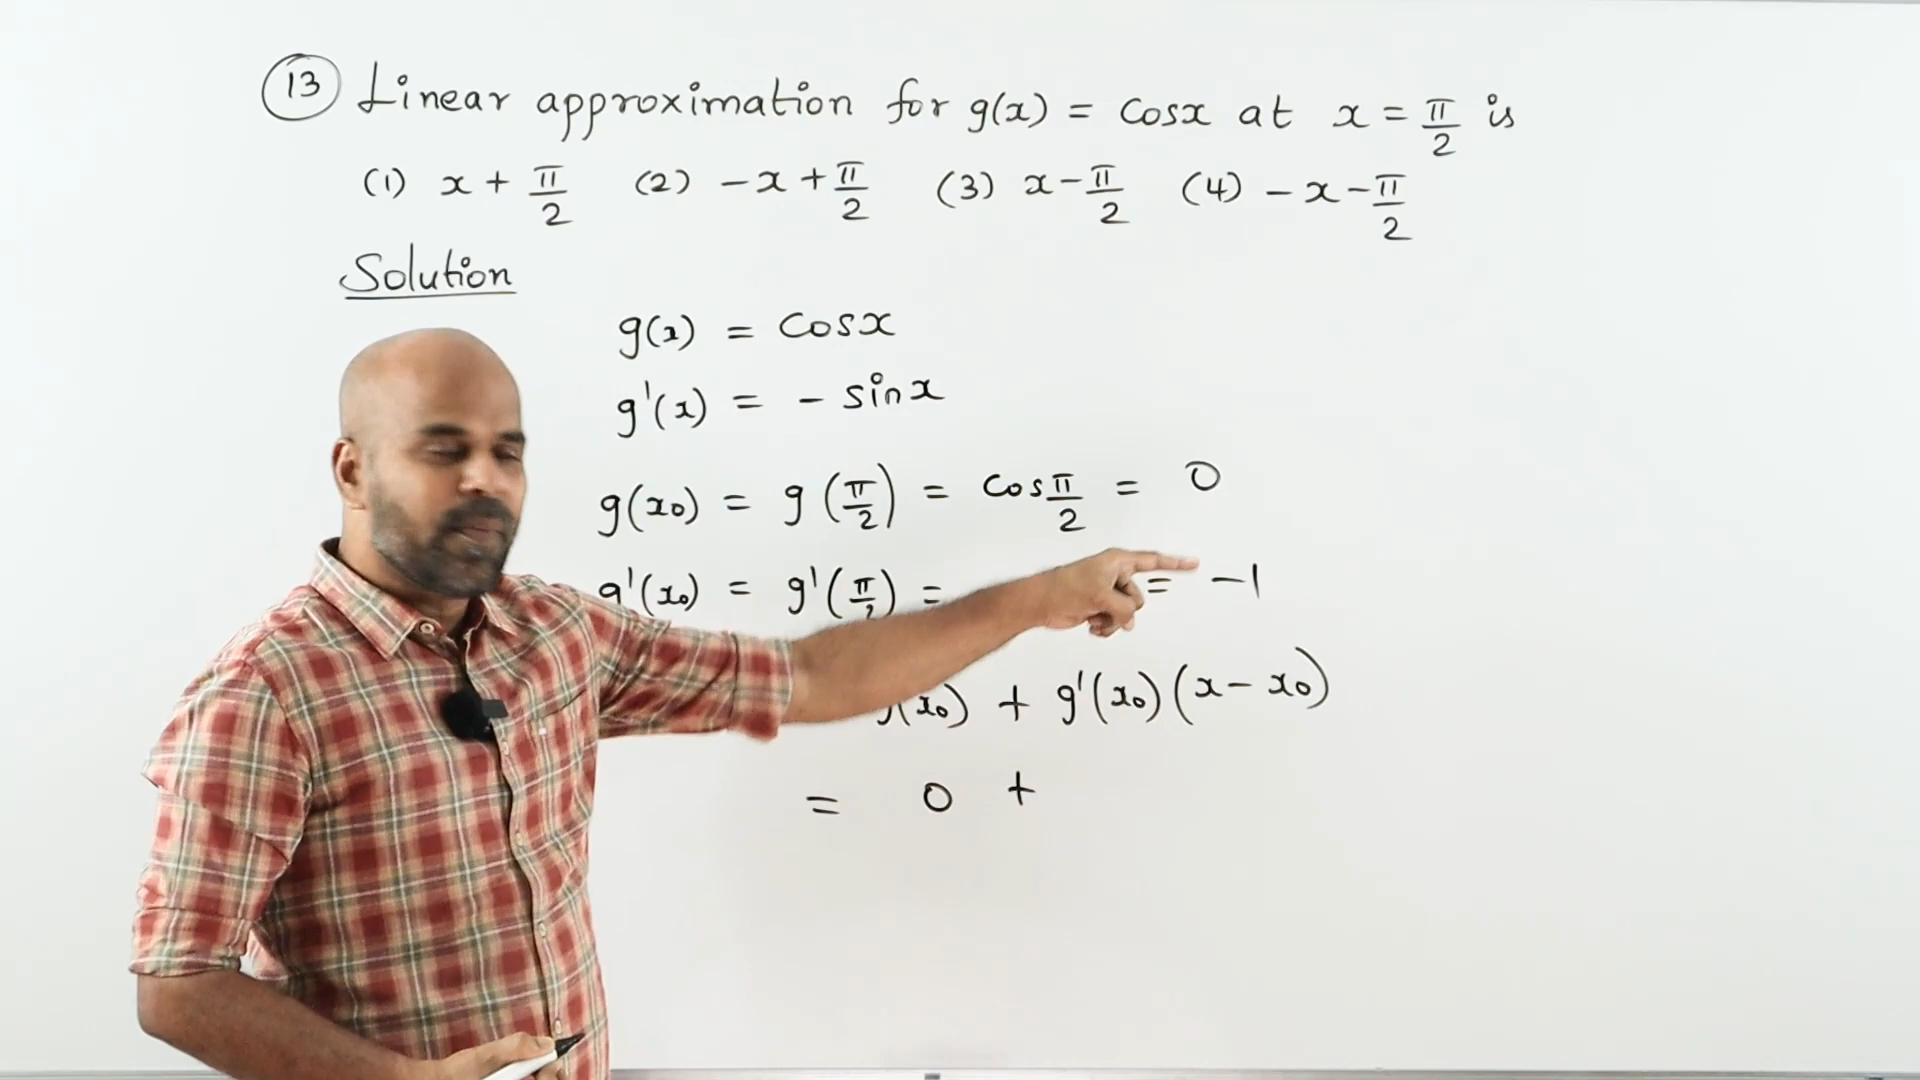 13 Linear approximation for g(x) = cosx at x = π/2 is
(1) x + π/2 (2) -x + π/2 (3) x - π/2 (4) -x - π/2
Solution
g(x) = cosx
g'(x) = - sinx
g(x₀) = g(π/2) = cos π/2 = 0
g'(x₀) = g'(π/2) = = -1
(x₀) + g'(x₀)(x - x₀)
= 0 +